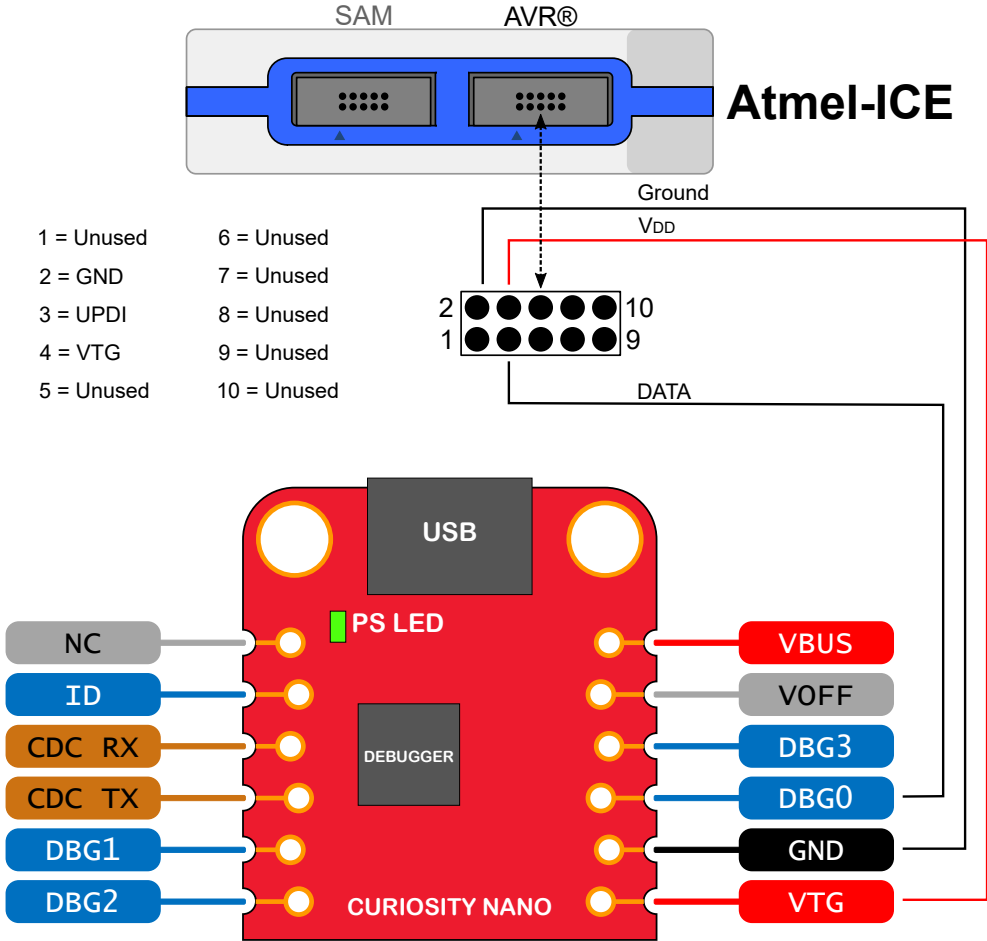 SAM
AVR®
Atmel-ICE
Ground
VDD
1 = Unused
2 = GND
3 = UPDI
4 = VTG
5 = Unused
6 = Unused
7 = Unused
8 = Unused
9 = Unused
10 = Unused
2
10
1
9
DATA
USB
PS LED
DEBUGGER
CURIOSITY NANO
NC
ID
CDC RX
CDC TX
DBG1
DBG2
VBUS
VOFF
DBG3
DBG0
GND
VTG